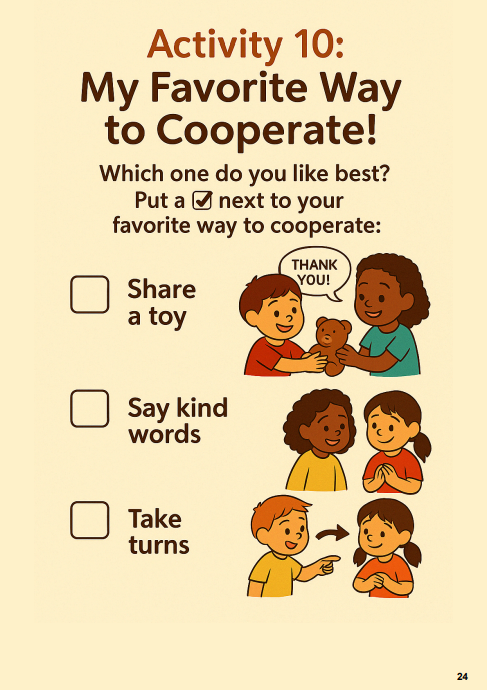 Activity 10:
My Favorite Way
to Cooperate!
Which one do you like best?
Put a ☑ next to your
favorite way to cooperate:
THANK
YOU!
Share
a toy
Say kind
words
Take
turns
24